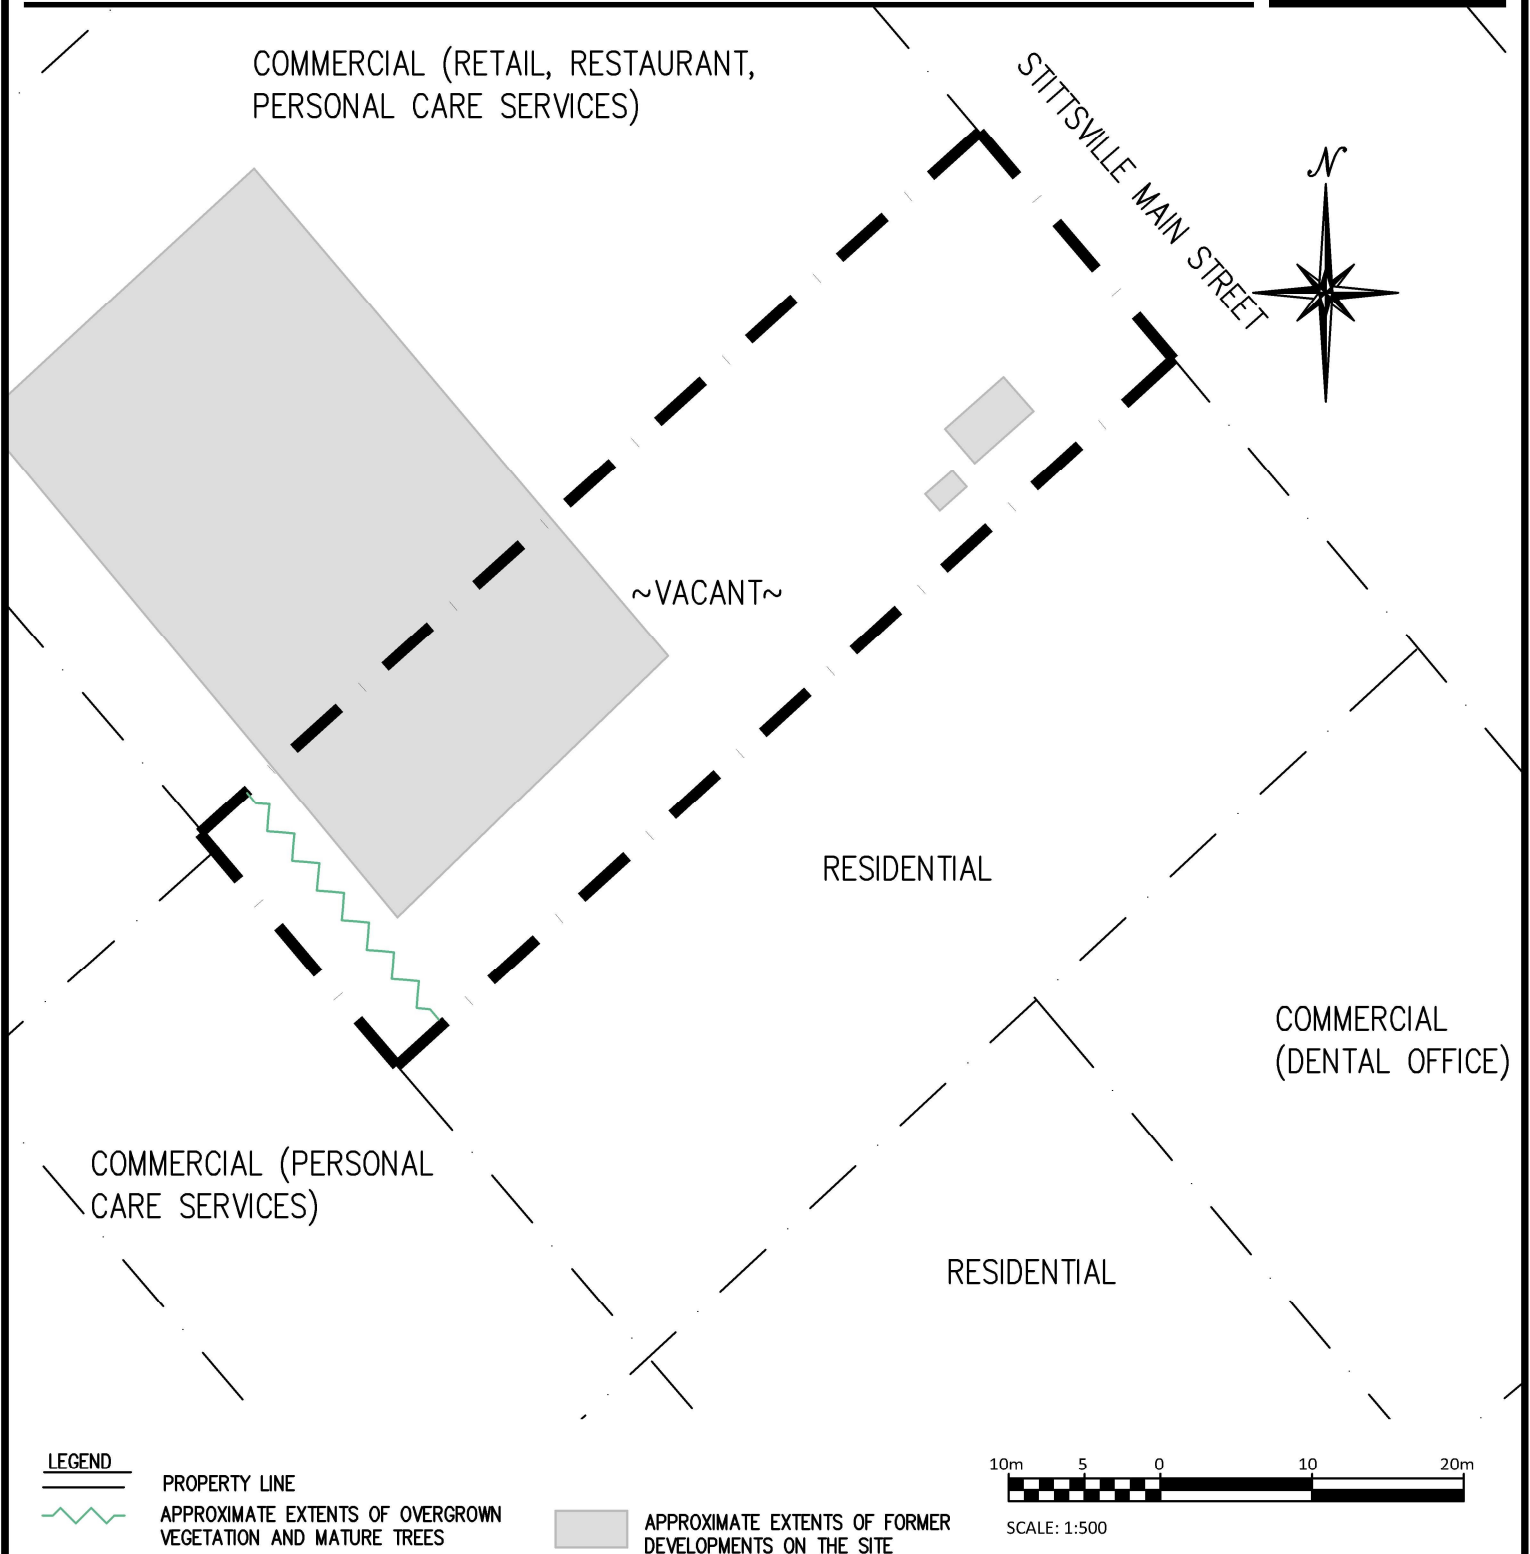 COMMERCIAL (RETAIL, RESTAURANT,
PERSONAL CARE SERVICES)
STITTSVILLE MAIN STREET
N
~VACANT~
RESIDENTIAL
COMMERCIAL
(DENTAL OFFICE)
COMMERCIAL (PERSONAL
CARE SERVICES)
RESIDENTIAL
LEGEND
PROPERTY LINE
APPROXIMATE EXTENTS OF OVERGROWN
VEGETATION AND MATURE TREES
APPROXIMATE EXTENTS OF FORMER
DEVELOPMENTS ON THE SITE
10m 5 0 10 20m
SCALE: 1:500